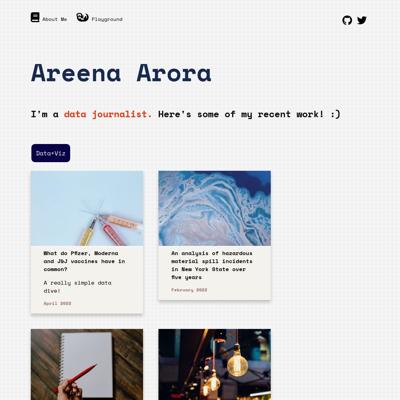 About Me Playground
Areena Arora
I'm a data journalist. Here's some of my recent work! :)
Data+Viz
What do Pfizer, Moderna
and J&J vaccines have in
common?
A really simple data
dive!
April 2022
An analysis of hazardous
material spill incidents
in New York State over
five years
February 2022